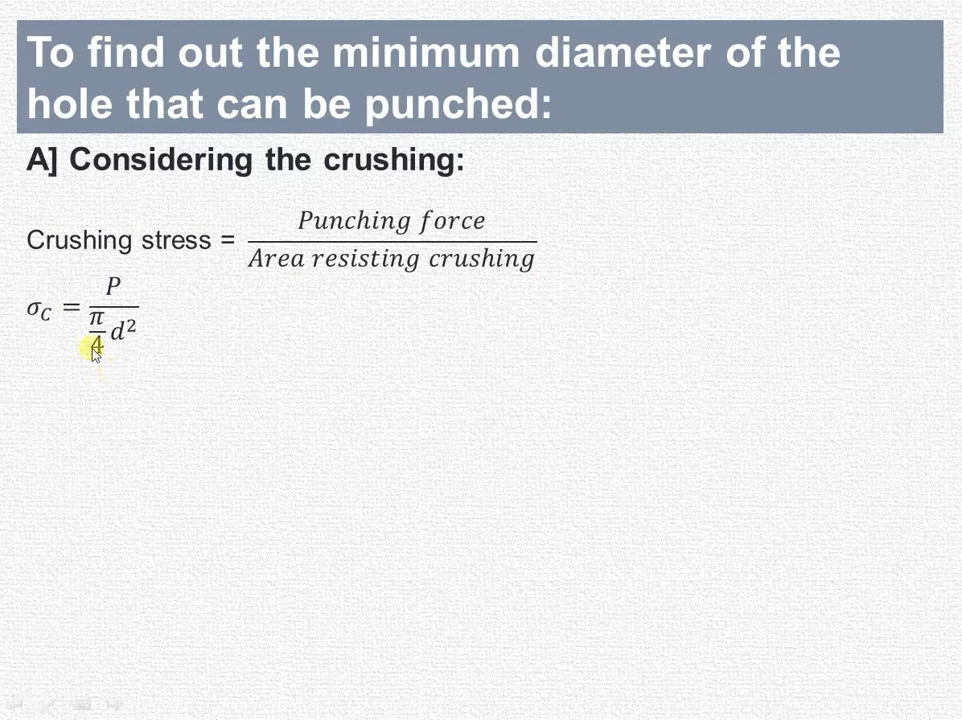 To find out the minimum diameter of the
hole that can be punched:
A] Considering the crushing:
Crushing stress = Punching force / Area resisting crushing
σ_C = P / (π/4 d²)